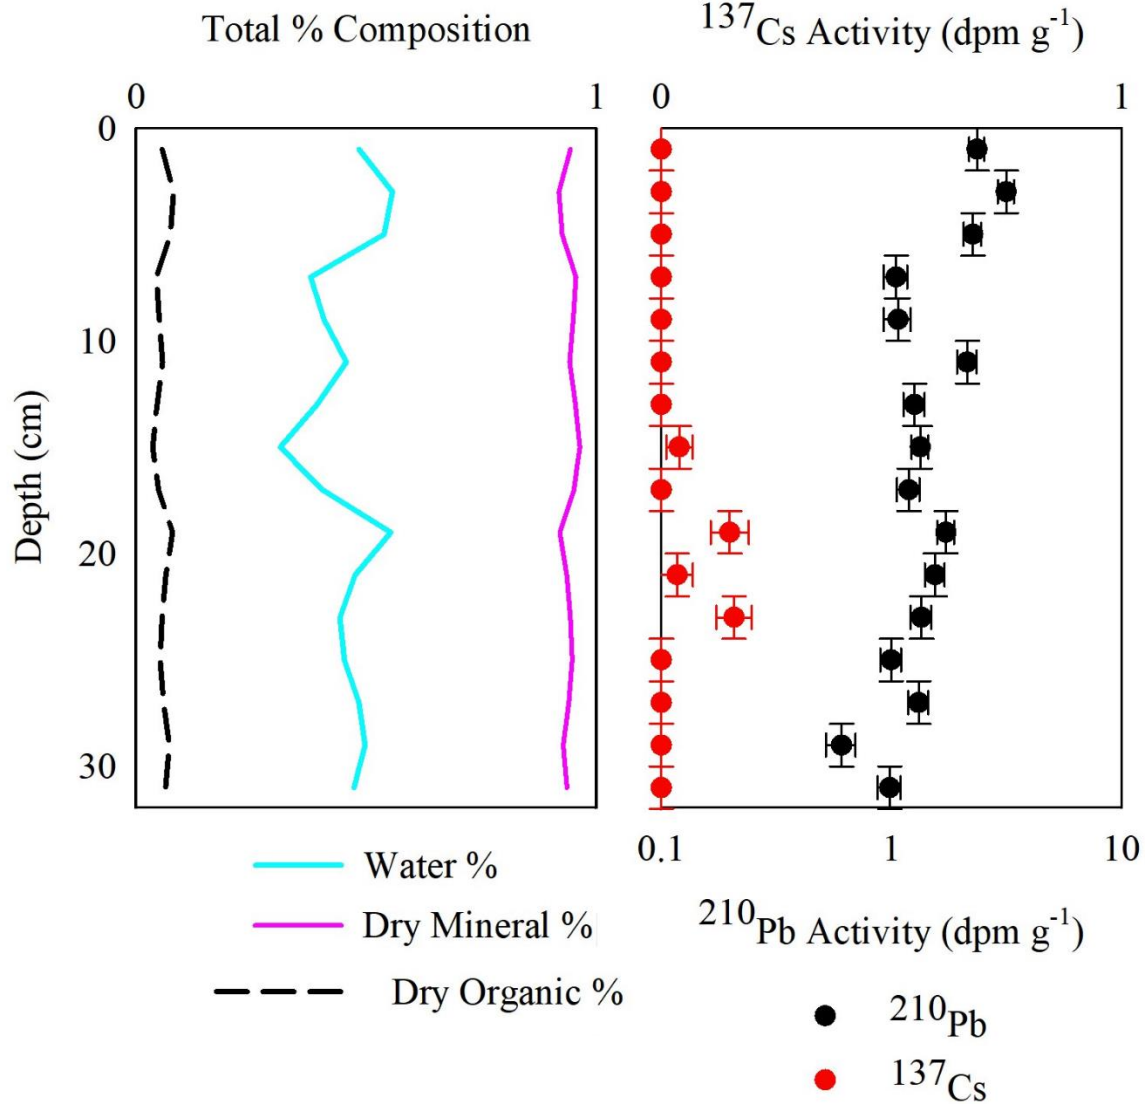 Total % Composition
¹³⁷Cs Activity (dpm g⁻¹)
0 1 0 1
0
10
20
30
Depth (cm)
0.1 1 10
Water %
Dry Mineral %
Dry Organic %
²¹⁰Pb Activity (dpm g⁻¹)
²¹⁰Pb
¹³⁷Cs